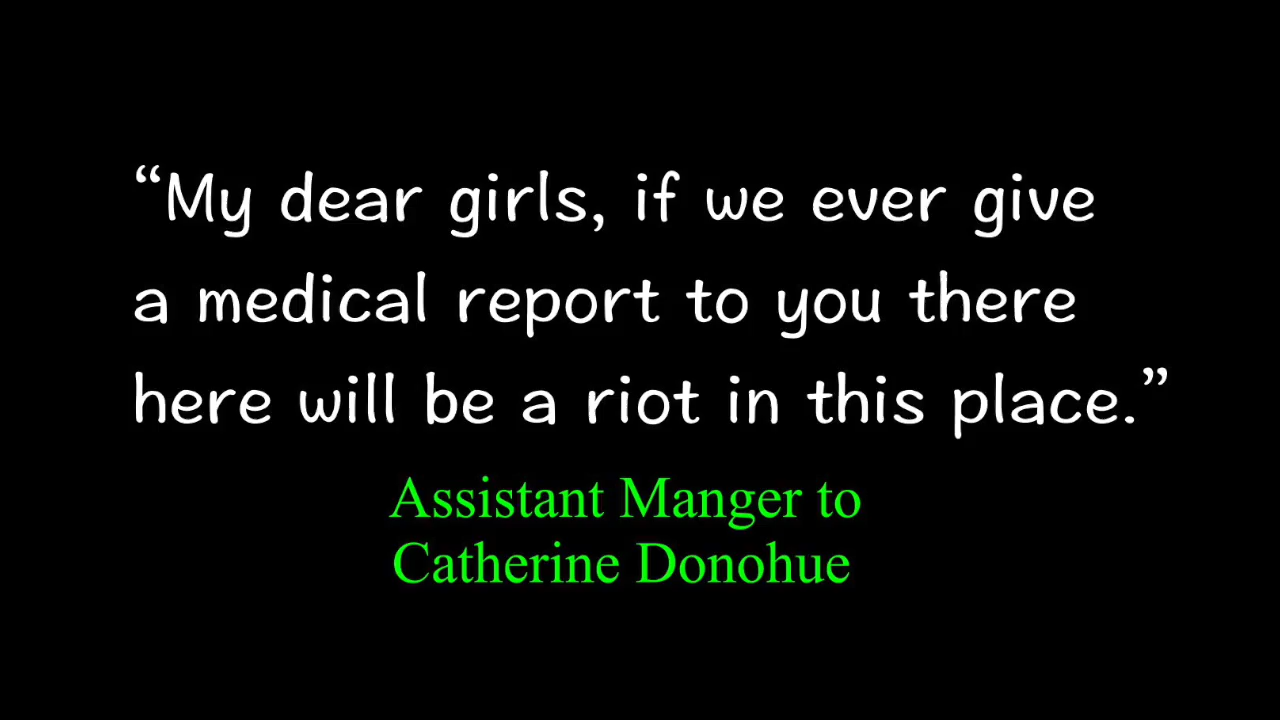 “My dear girls, if we ever give
a medical report to you there
here will be a riot in this place.”
Assistant Manger to
Catherine Donohue